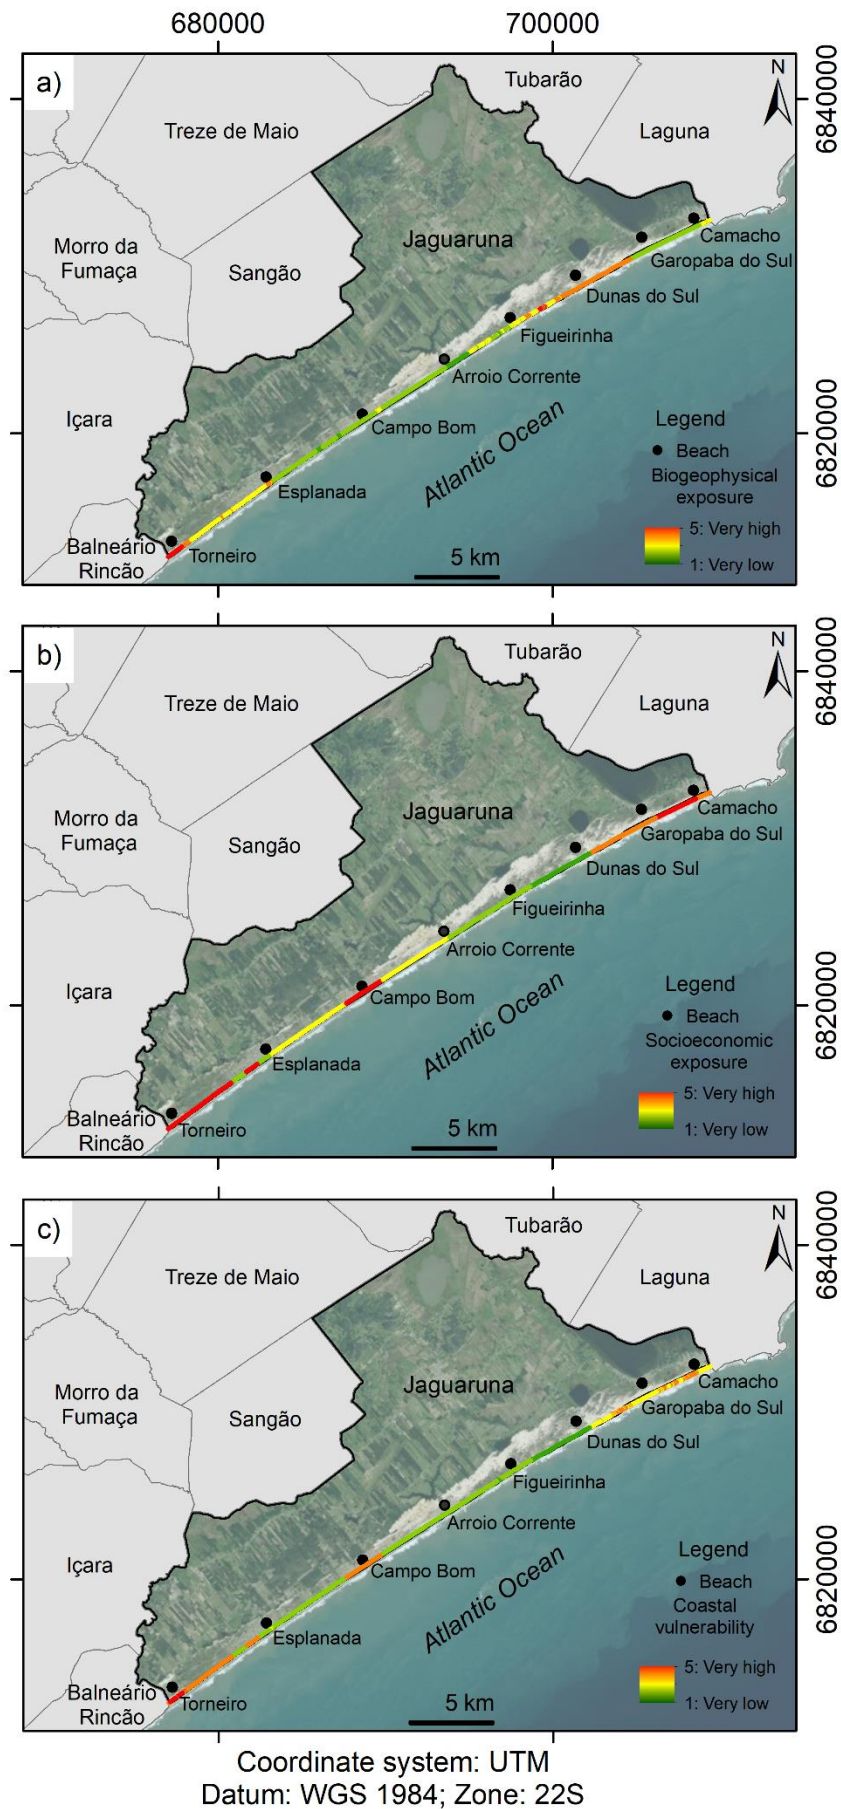 680000
700000
a)
Tubarão
N
6840000
Treze de Maio
Laguna
Morro da
Fumaça
Sangão
Jaguaruna
Camacho
Garopaba do Sul
Dunas do Sul
Figueirinha
Arroio Corrente
Içara
Campo Bom
Atlantic Ocean
Legend
Beach
Biogeophysical
exposure
5: Very high
1: Very low
6820000
Esplanada
Balneário
Rincão
Torneiro
5 km
b)
Tubarão
N
6840000
Treze de Maio
Laguna
Morro da
Fumaça
Sangão
Jaguaruna
Camacho
Garopaba do Sul
Dunas do Sul
Figueirinha
Arroio Corrente
Içara
Campo Bom
Atlantic Ocean
Legend
Beach
Socioeconomic
exposure
5: Very high
1: Very low
6820000
Esplanada
Balneário
Rincão
Torneiro
5 km
c)
Tubarão
N
6840000
Treze de Maio
Laguna
Morro da
Fumaça
Sangão
Jaguaruna
Camacho
Garopaba do Sul
Dunas do Sul
Figueirinha
Arroio Corrente
Içara
Campo Bom
Atlantic Ocean
Legend
Beach
Coastal
vulnerability
5: Very high
1: Very low
6820000
Esplanada
Balneário
Rincão
Torneiro
5 km
Coordinate system: UTM
Datum: WGS 1984; Zone: 22S